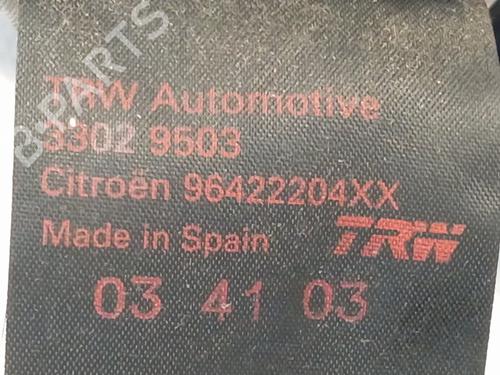 TRW Automotive
3302 9503
Citroën 96422204XX
Made in Spain TRW
03 41 03
B-PARTS